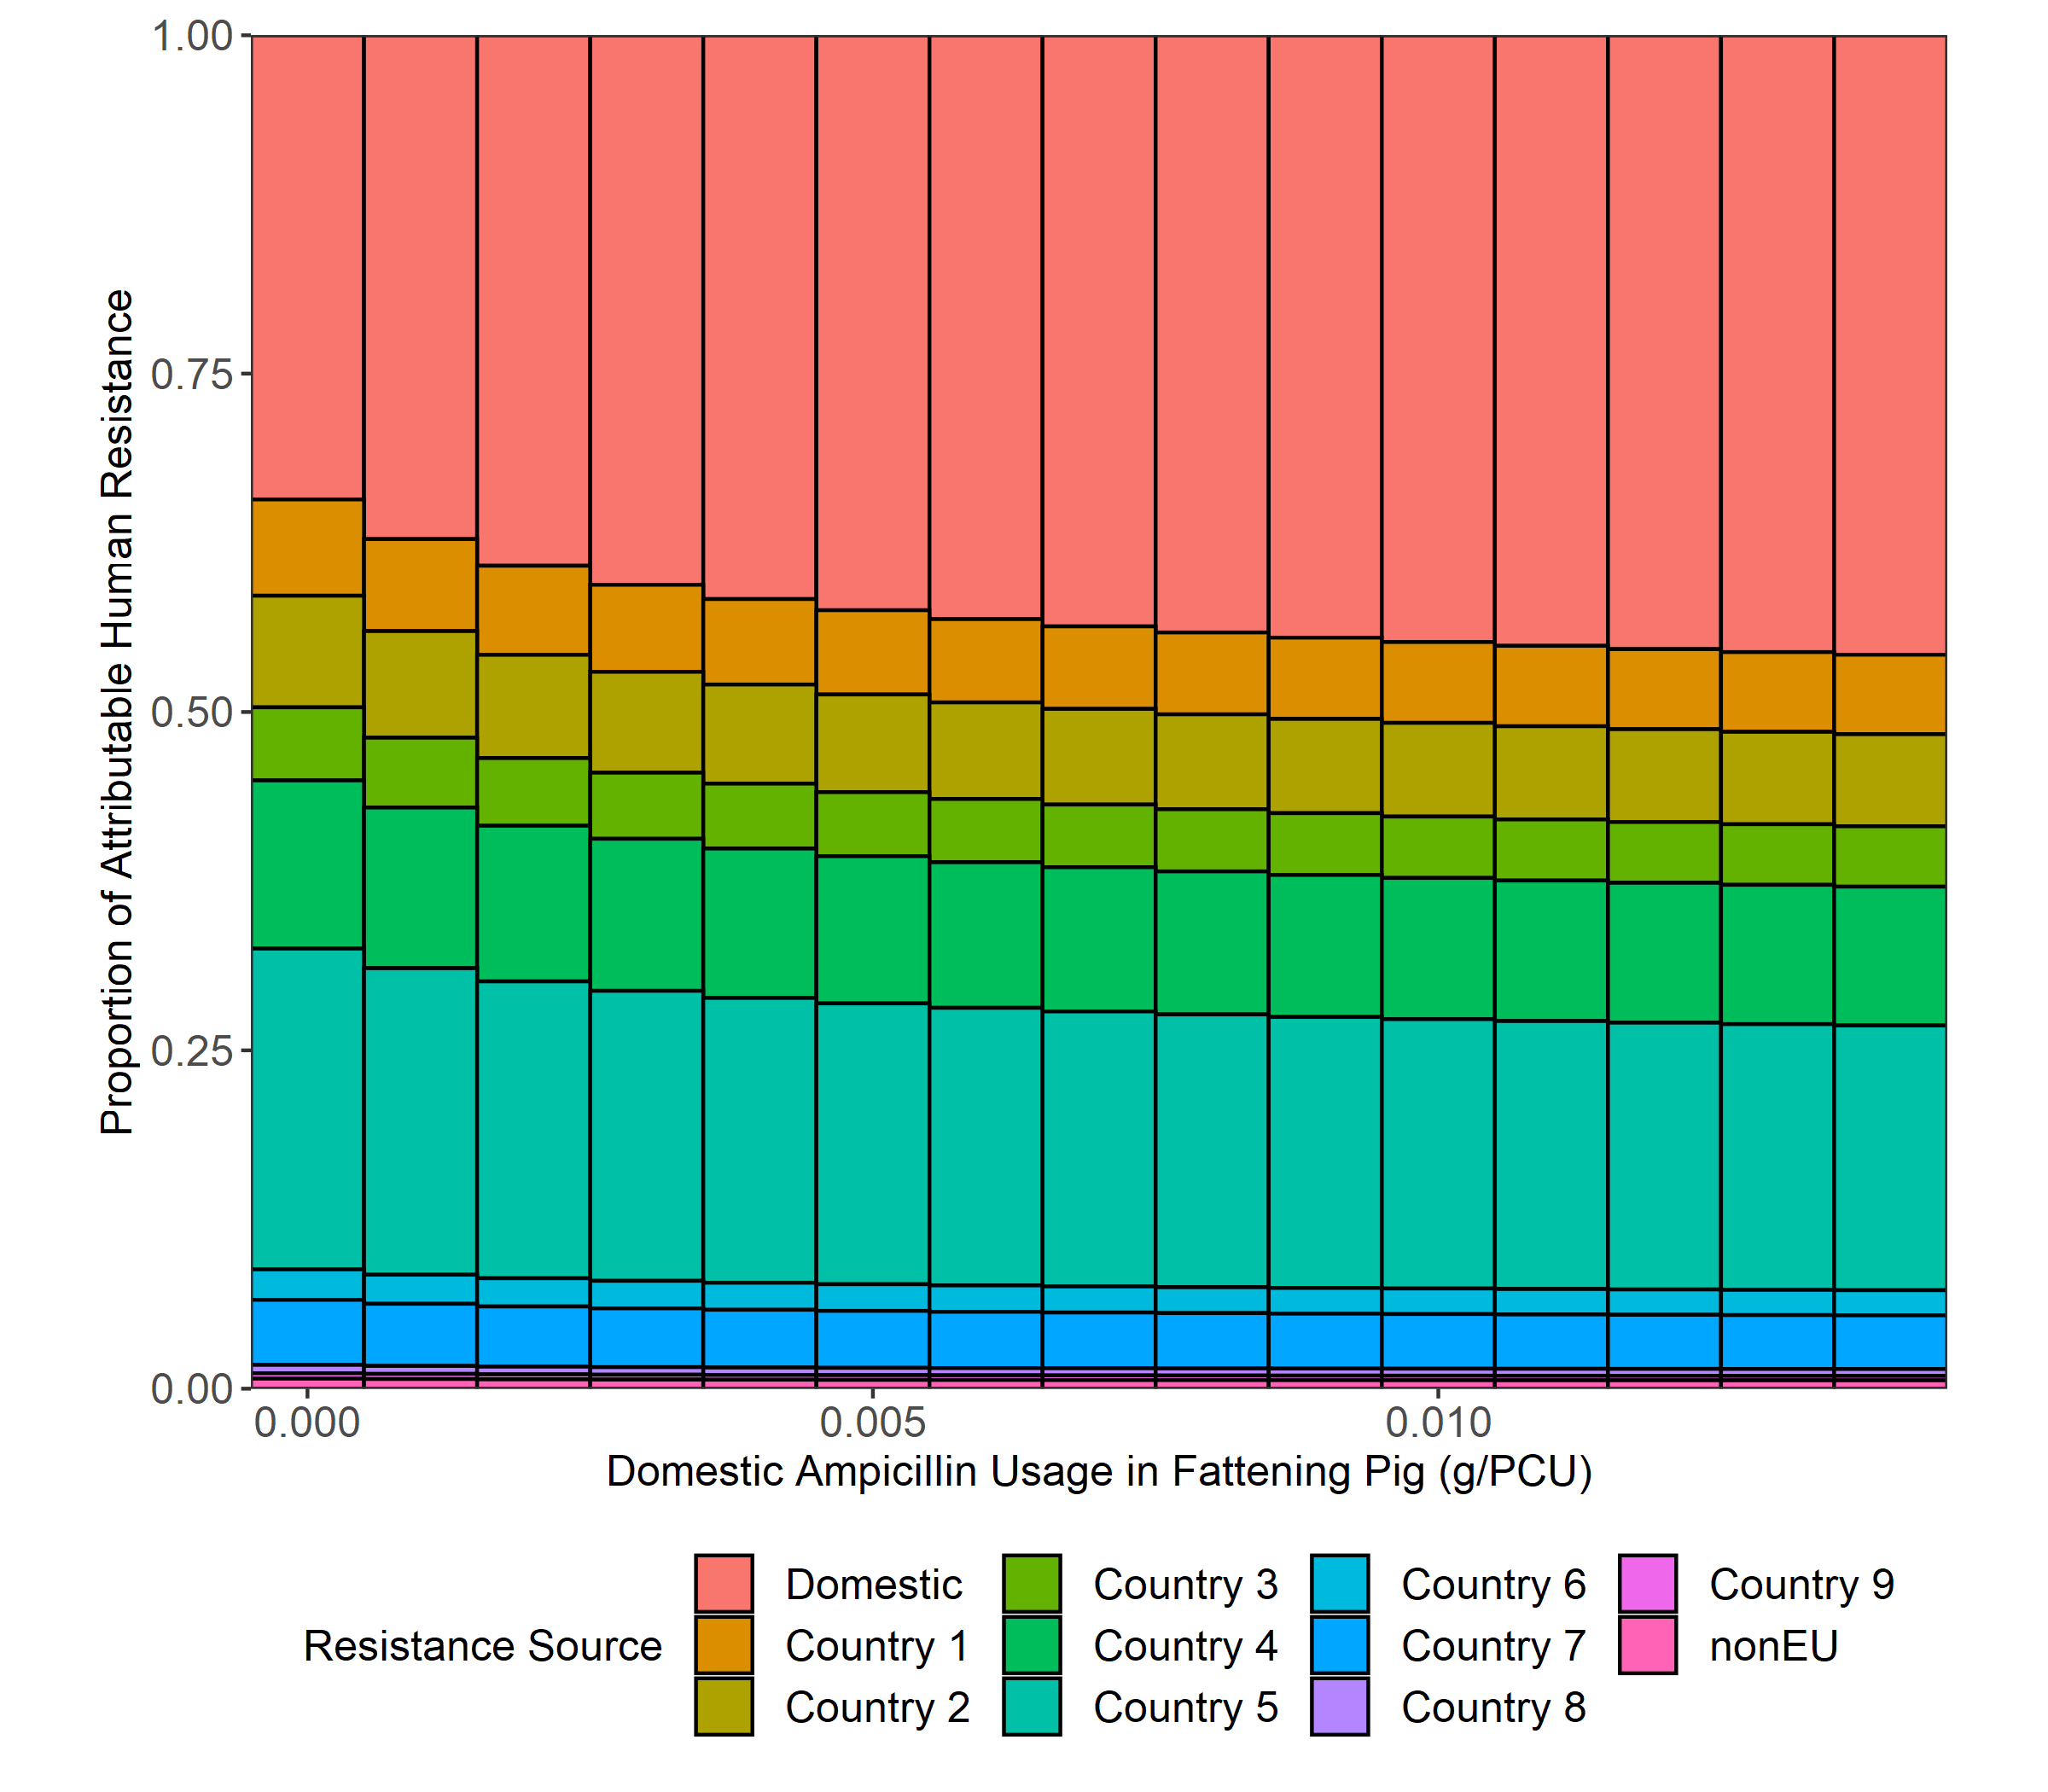 1.00
0.75
0.50
0.25
0.00
Proportion of Attributable Human Resistance
0.000 0.005 0.010
Domestic Ampicillin Usage in Fattening Pig (g/PCU)
Resistance Source
Domestic
Country 1
Country 2
Country 3
Country 4
Country 5
Country 6
Country 7
Country 8
Country 9
nonEU